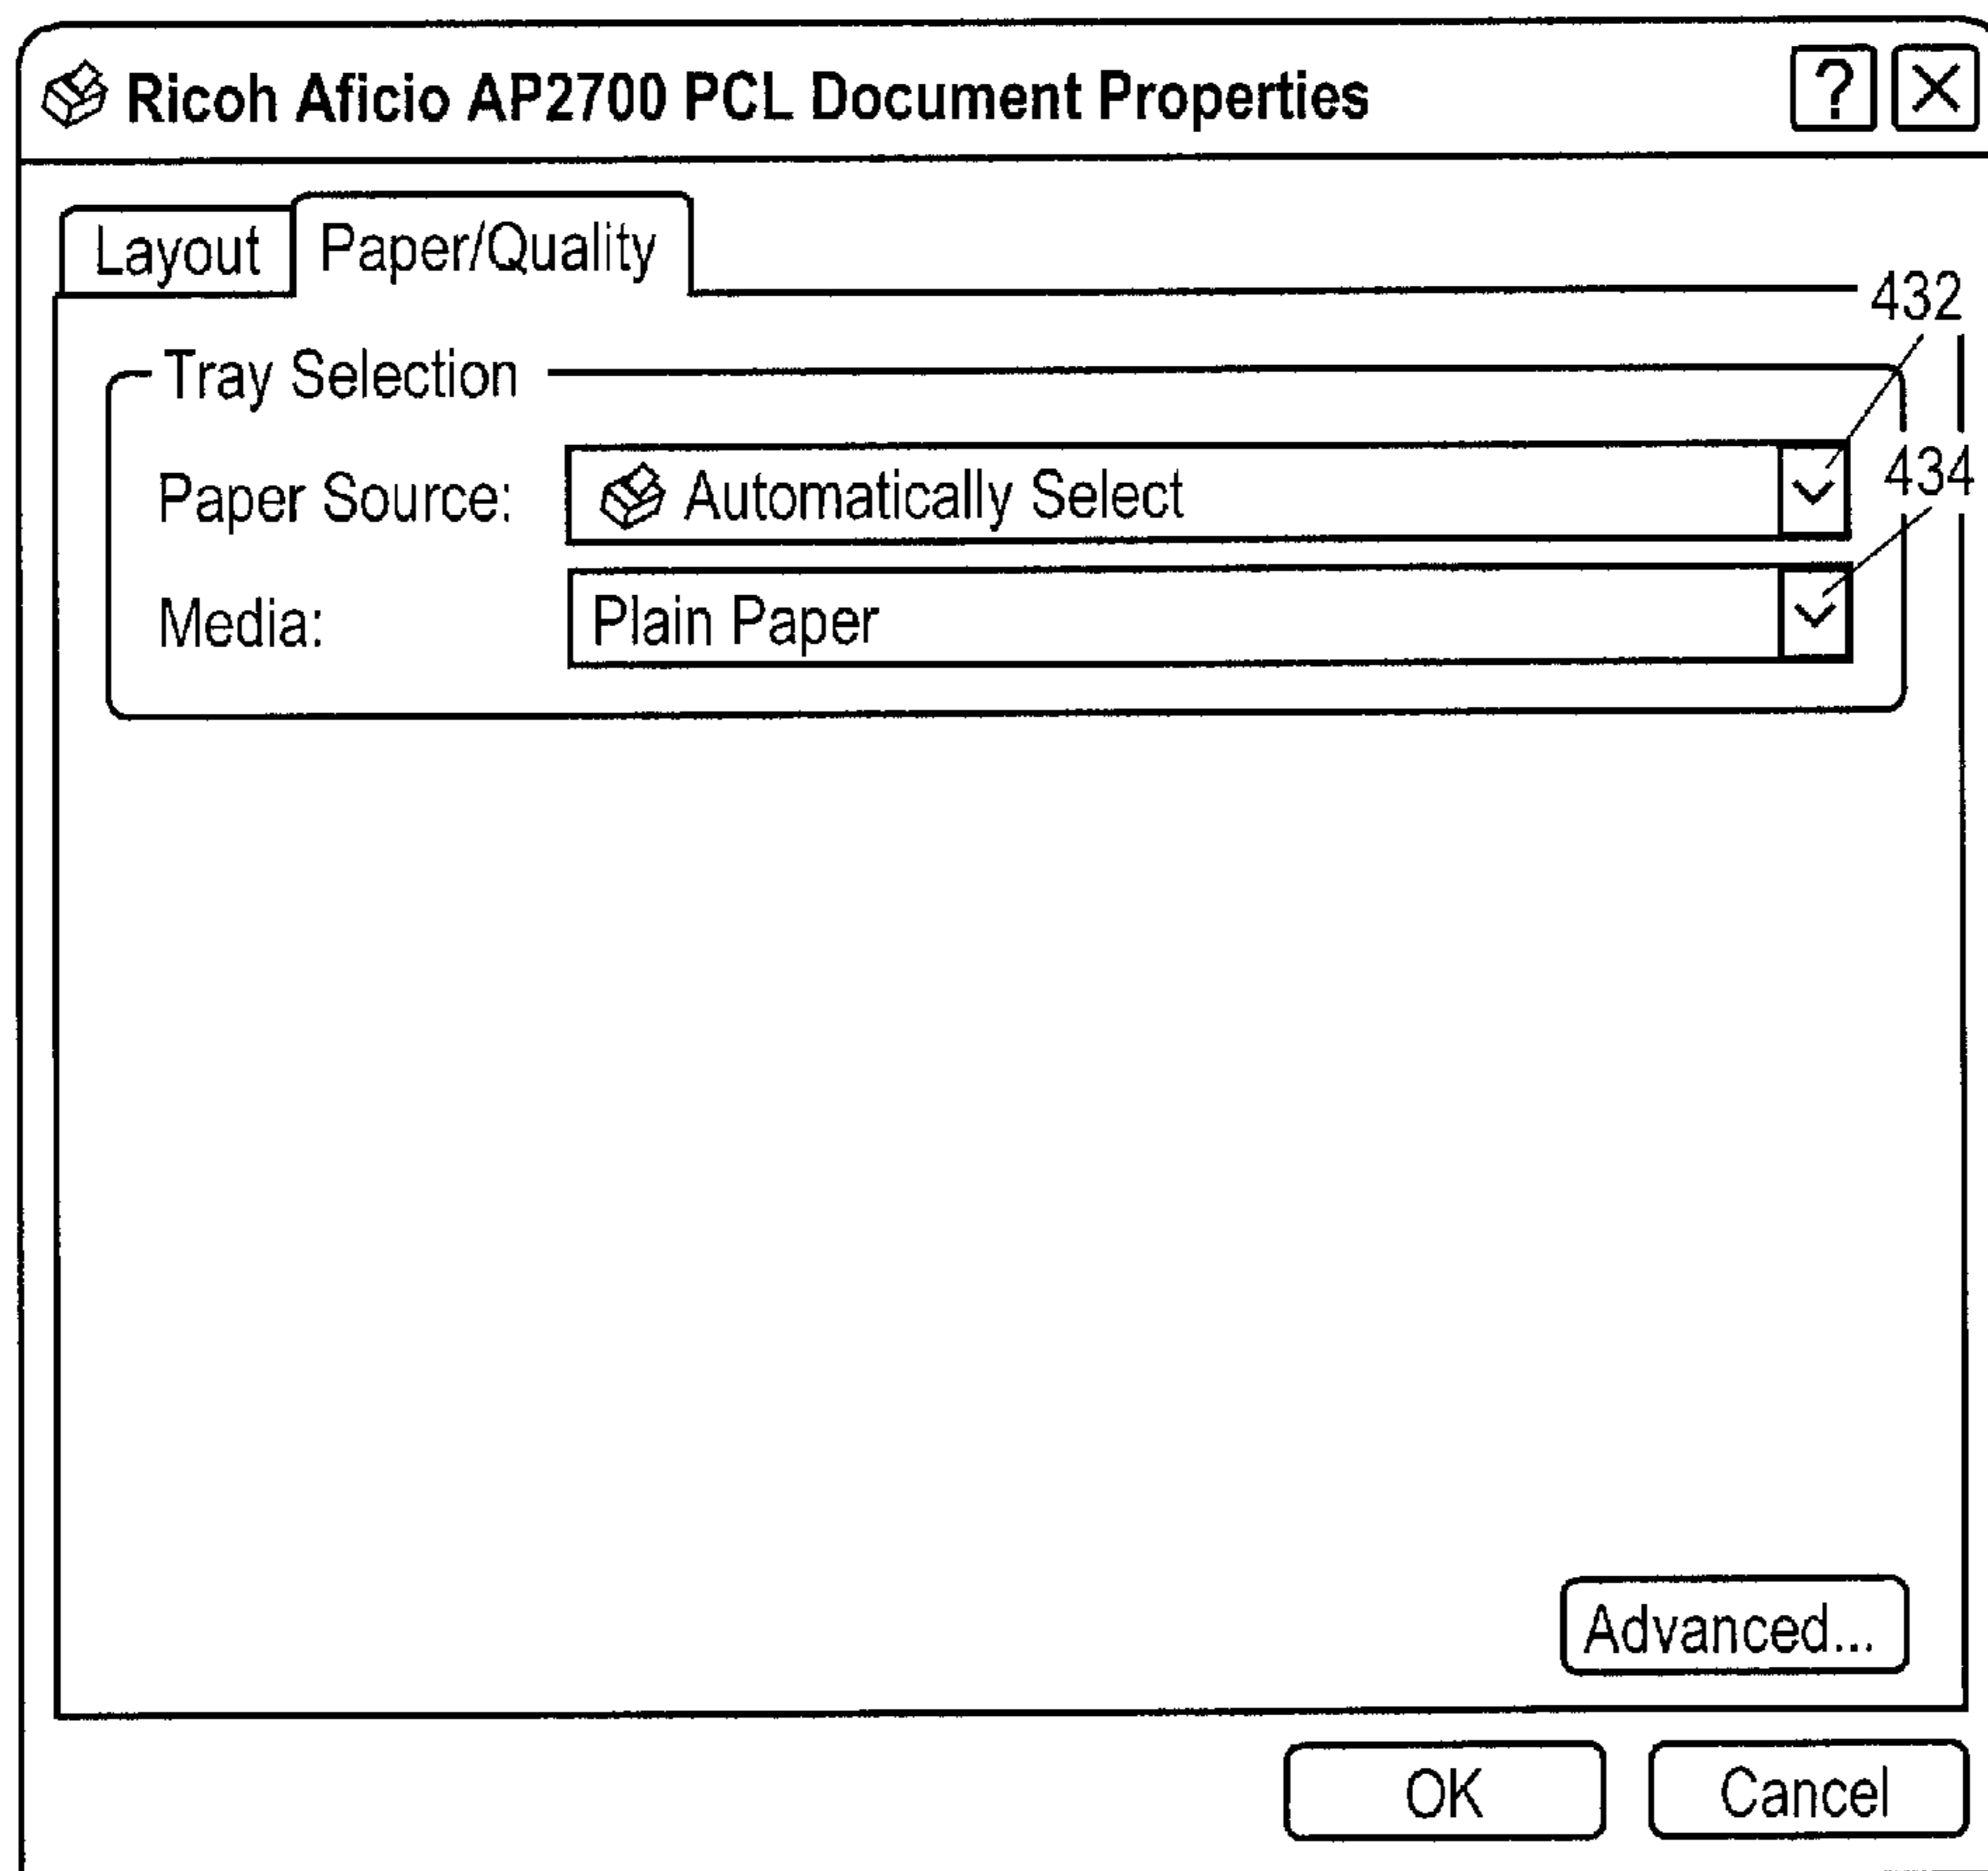 Ricoh Aficio AP2700 PCL Document Properties ? X
Layout Paper/Quality
432
Tray Selection
Paper Source: Automatically Select
434
Media: Plain Paper
Advanced...
OK Cancel